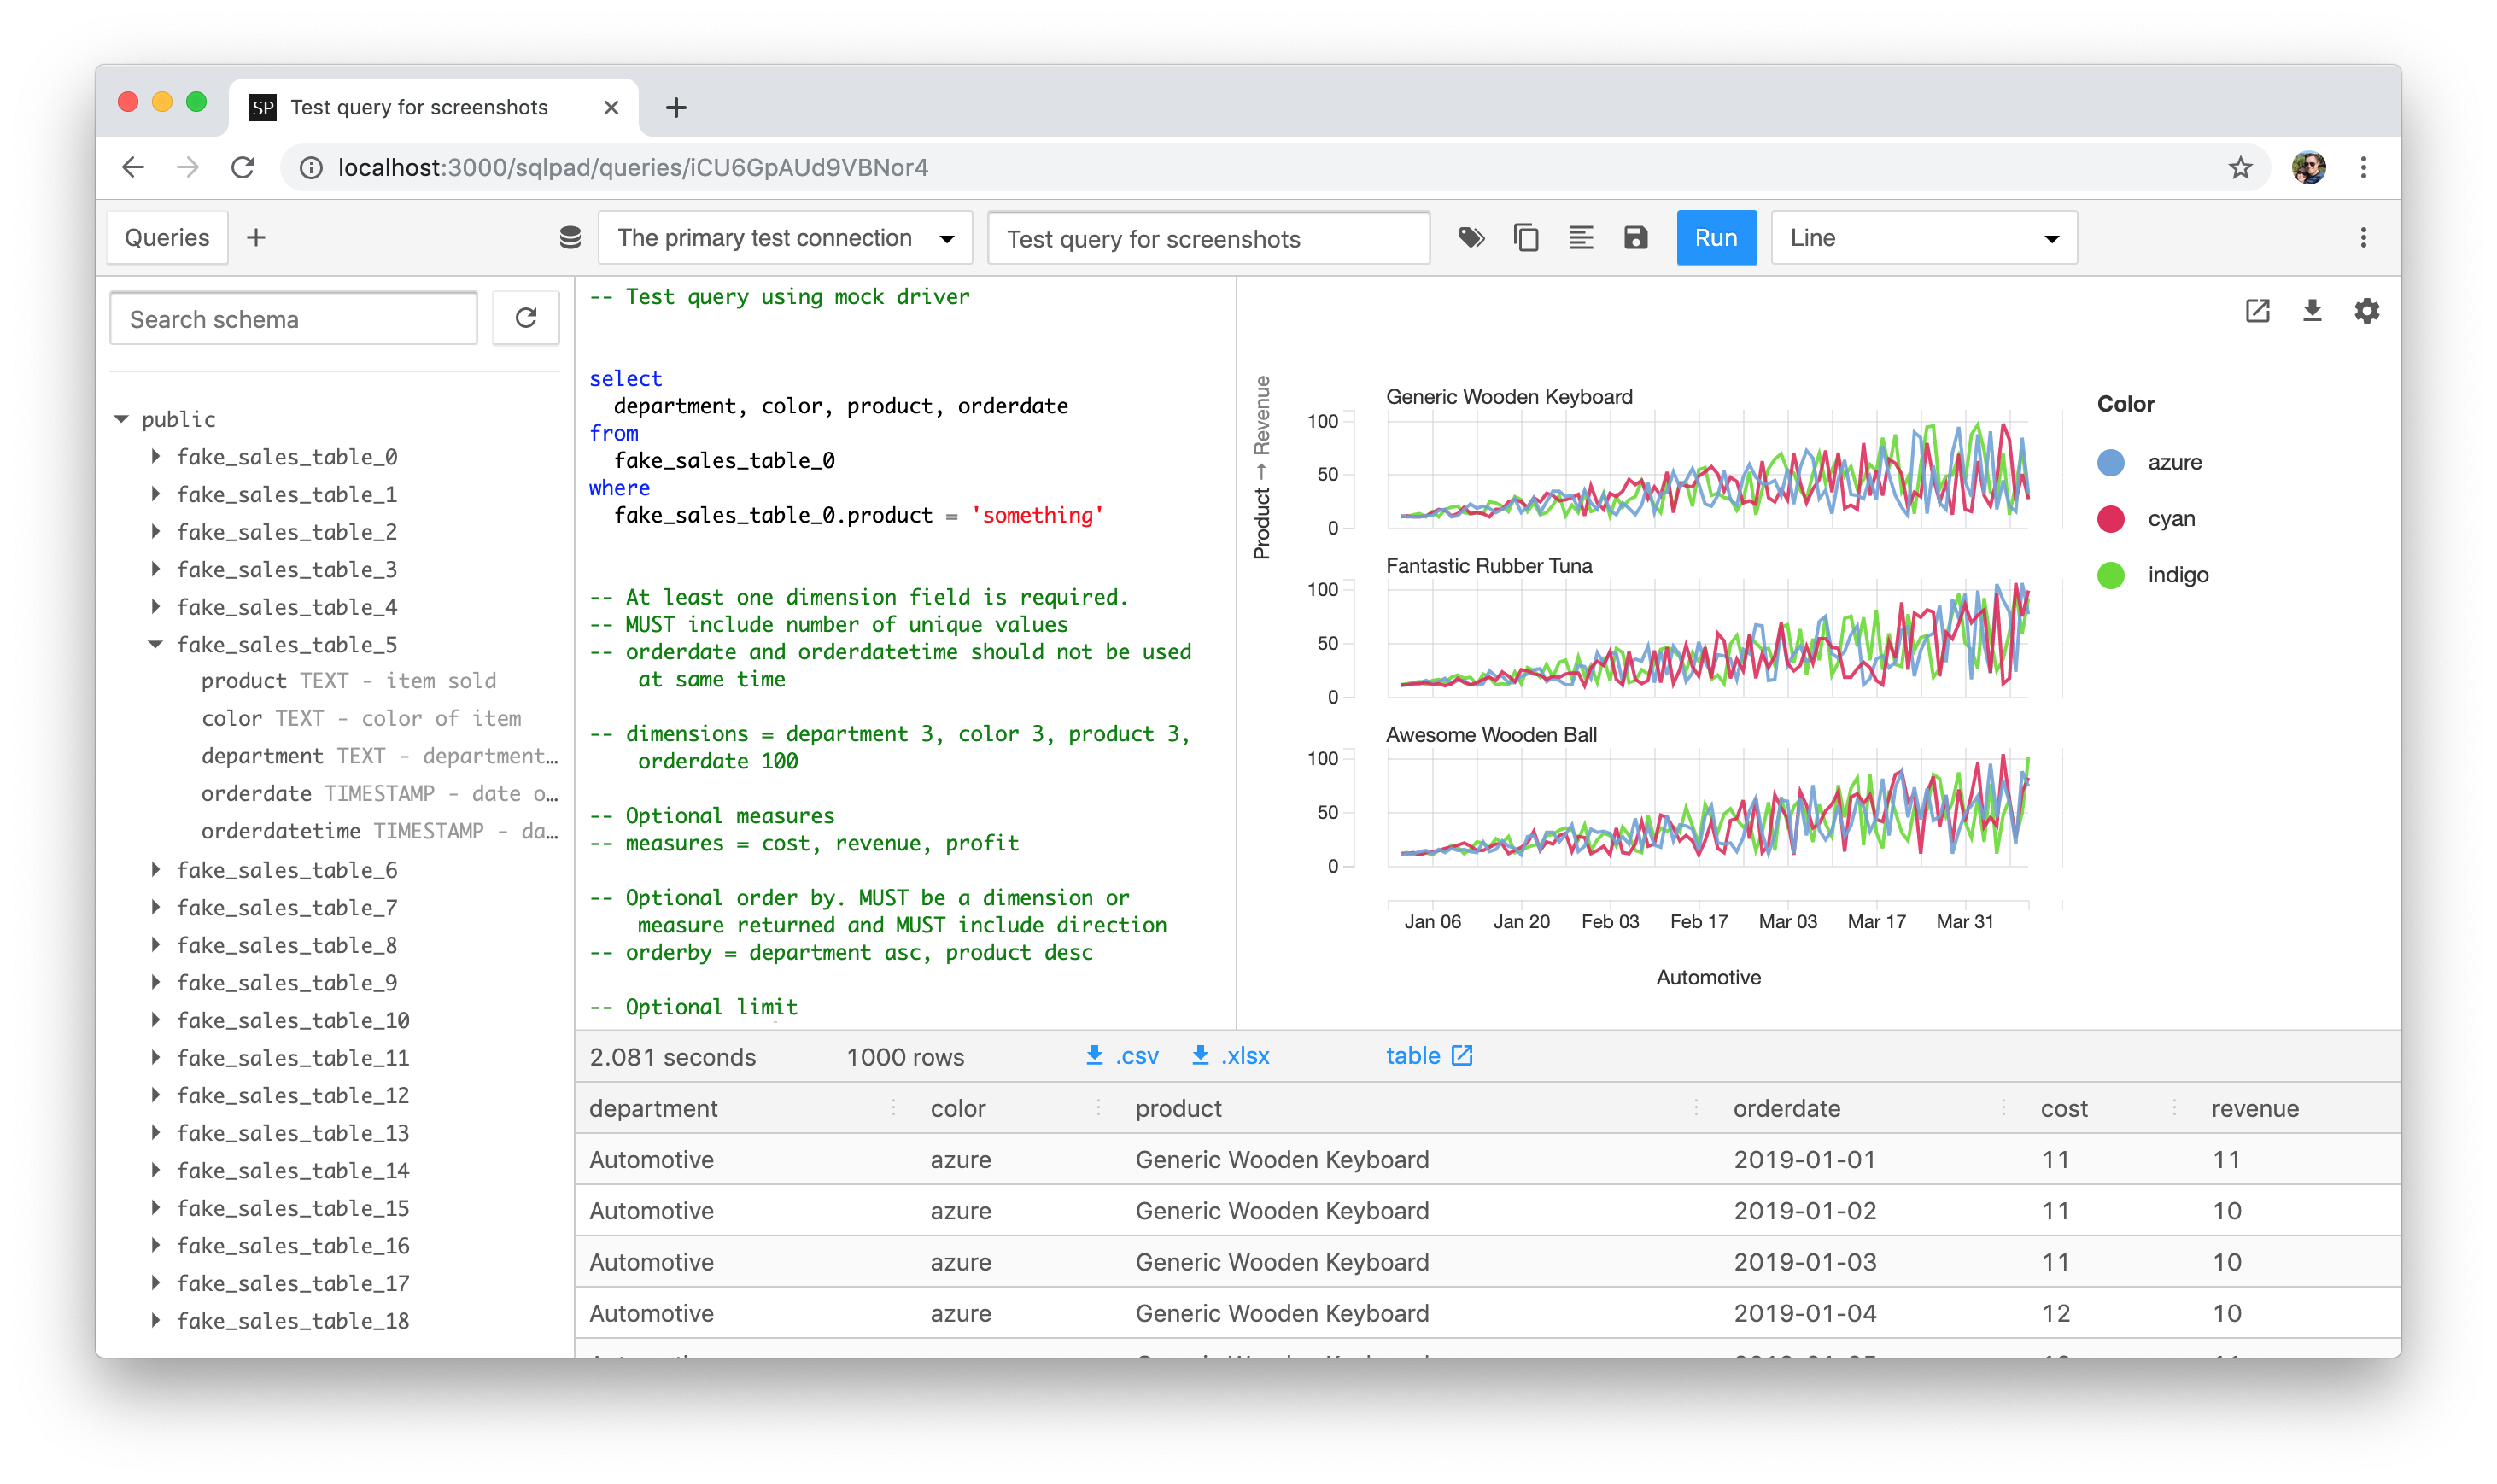 SP Test query for screenshots
localhost:3000/sqlpad/queries/iCU6GpAUd9VBNor4
Queries
The primary test connection
Test query for screenshots
Run
Line
Search schema
public
fake_sales_table_0
fake_sales_table_1
fake_sales_table_2
fake_sales_table_3
fake_sales_table_4
fake_sales_table_5
product TEXT - item sold
color TEXT - color of item
department TEXT - department…
orderdate TIMESTAMP - date o…
orderdatetime TIMESTAMP - da…
fake_sales_table_6
fake_sales_table_7
fake_sales_table_8
fake_sales_table_9
fake_sales_table_10
fake_sales_table_11
fake_sales_table_12
fake_sales_table_13
fake_sales_table_14
fake_sales_table_15
fake_sales_table_16
fake_sales_table_17
fake_sales_table_18
-- Test query using mock driver
select
department, color, product, orderdate
from
fake_sales_table_0
where
fake_sales_table_0.product = 'something'
-- At least one dimension field is required.
-- MUST include number of unique values
-- orderdate and orderdatetime should not be used
at same time
-- dimensions = department 3, color 3, product 3,
orderdate 100
-- Optional measures
-- measures = cost, revenue, profit
-- Optional order by. MUST be a dimension or
measure returned and MUST include direction
-- orderby = department asc, product desc
-- Optional limit
Product → Revenue
Generic Wooden Keyboard
100
50
0
Fantastic Rubber Tuna
100
50
0
Awesome Wooden Ball
100
50
0
Jan 06 Jan 20 Feb 03 Feb 17 Mar 03 Mar 17 Mar 31
Automotive
Color
azure
cyan
indigo
2.081 seconds 1000 rows .csv .xlsx table
department color product orderdate cost revenue
Automotive azure Generic Wooden Keyboard 2019-01-01 11 11
Automotive azure Generic Wooden Keyboard 2019-01-02 11 10
Automotive azure Generic Wooden Keyboard 2019-01-03 11 10
Automotive azure Generic Wooden Keyboard 2019-01-04 12 10